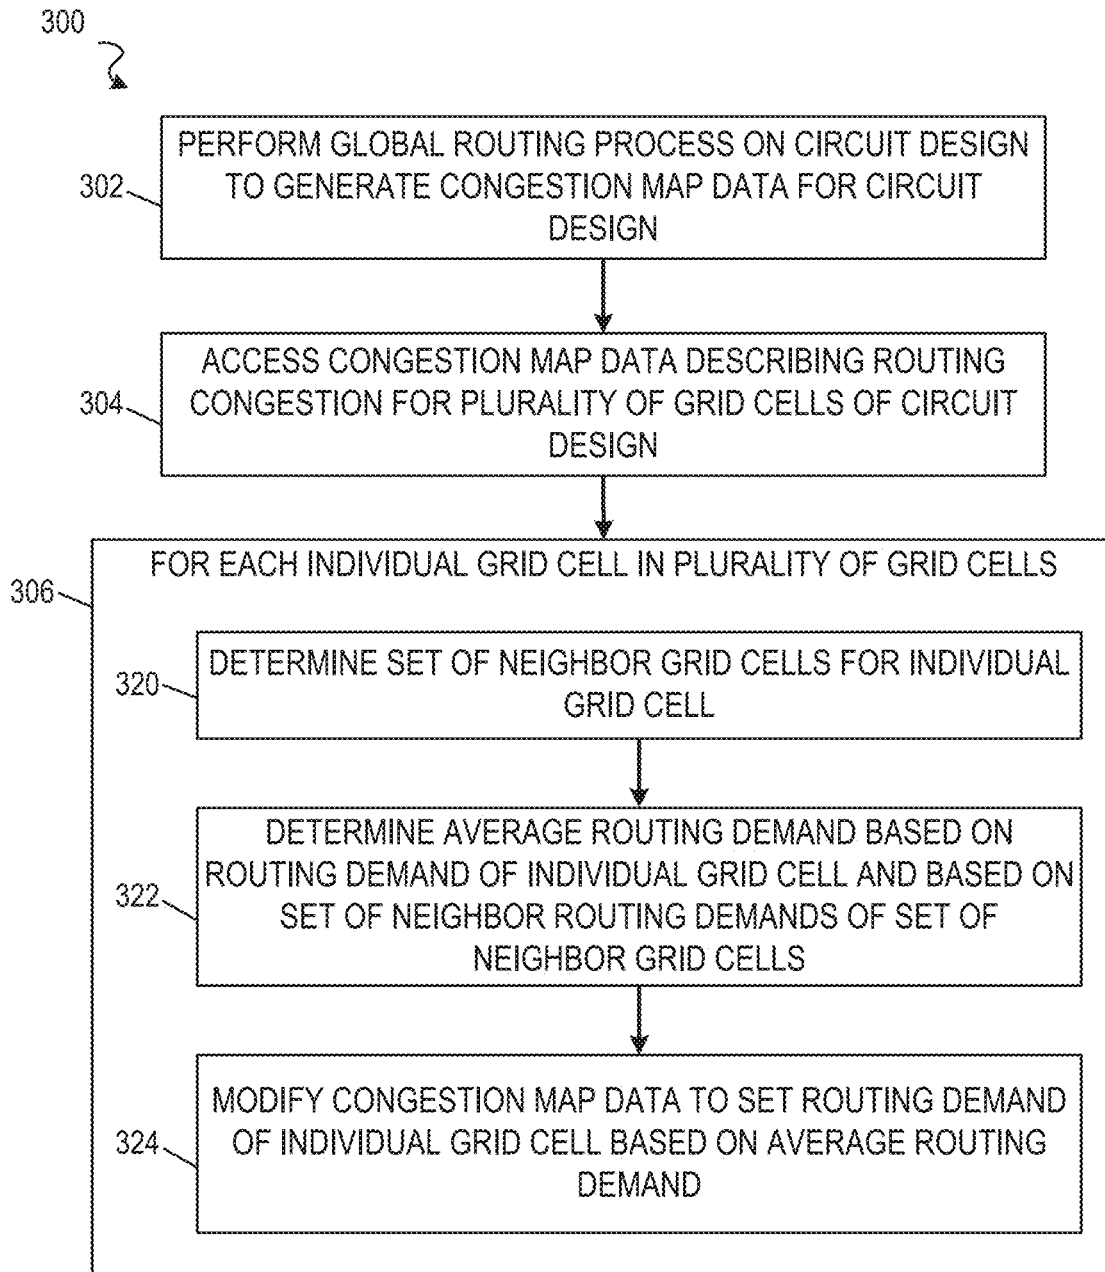 300
PERFORM GLOBAL ROUTING PROCESS ON CIRCUIT DESIGN
TO GENERATE CONGESTION MAP DATA FOR CIRCUIT
DESIGN
302
ACCESS CONGESTION MAP DATA DESCRIBING ROUTING
CONGESTION FOR PLURALITY OF GRID CELLS OF CIRCUIT
DESIGN
304
FOR EACH INDIVIDUAL GRID CELL IN PLURALITY OF GRID CELLS
306
DETERMINE SET OF NEIGHBOR GRID CELLS FOR INDIVIDUAL
GRID CELL
320
DETERMINE AVERAGE ROUTING DEMAND BASED ON
ROUTING DEMAND OF INDIVIDUAL GRID CELL AND BASED ON
SET OF NEIGHBOR ROUTING DEMANDS OF SET OF
NEIGHBOR GRID CELLS
322
MODIFY CONGESTION MAP DATA TO SET ROUTING DEMAND
OF INDIVIDUAL GRID CELL BASED ON AVERAGE ROUTING
DEMAND
324